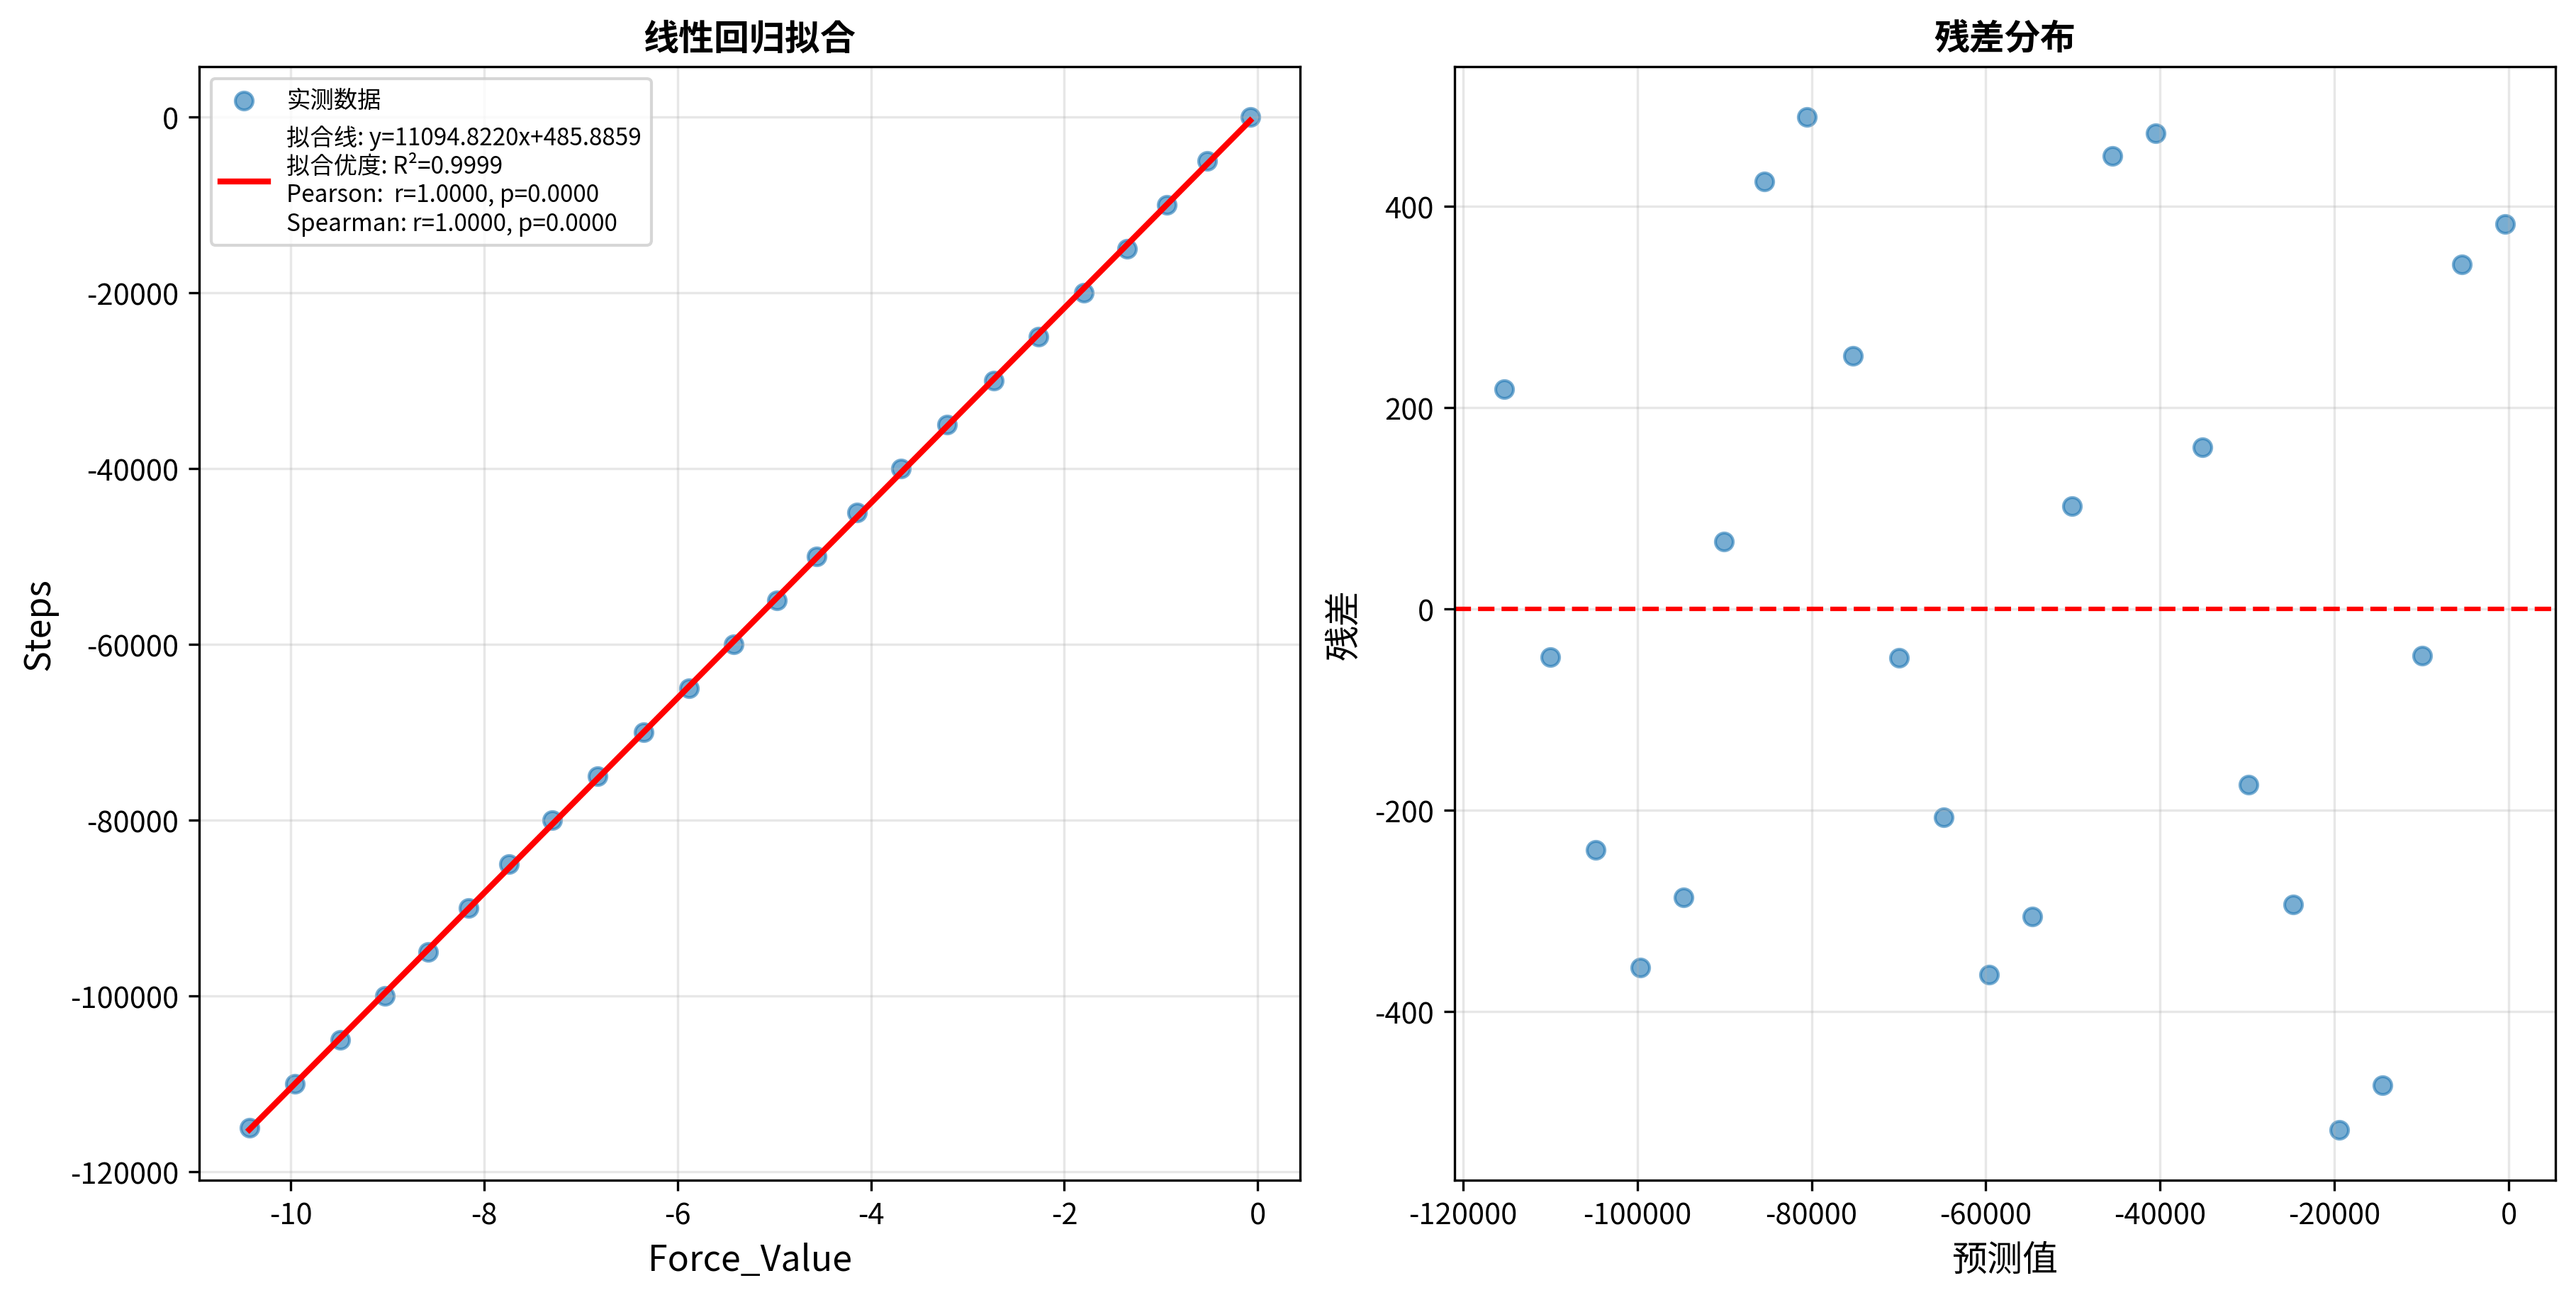 线性回归拟合
实测数据
拟合线: y=11094.8220x+485.8859
拟合优度: R²=0.9999
Pearson:  r=1.0000, p=0.0000
Spearman: r=1.0000, p=0.0000
0
-20000
-40000
-60000
-80000
-100000
-120000
Steps
-10
-8
-6
-4
-2
0
Force_Value
残差分布
400
200
0
-200
-400
残差
-120000
-100000
-80000
-60000
-40000
-20000
0
预测值